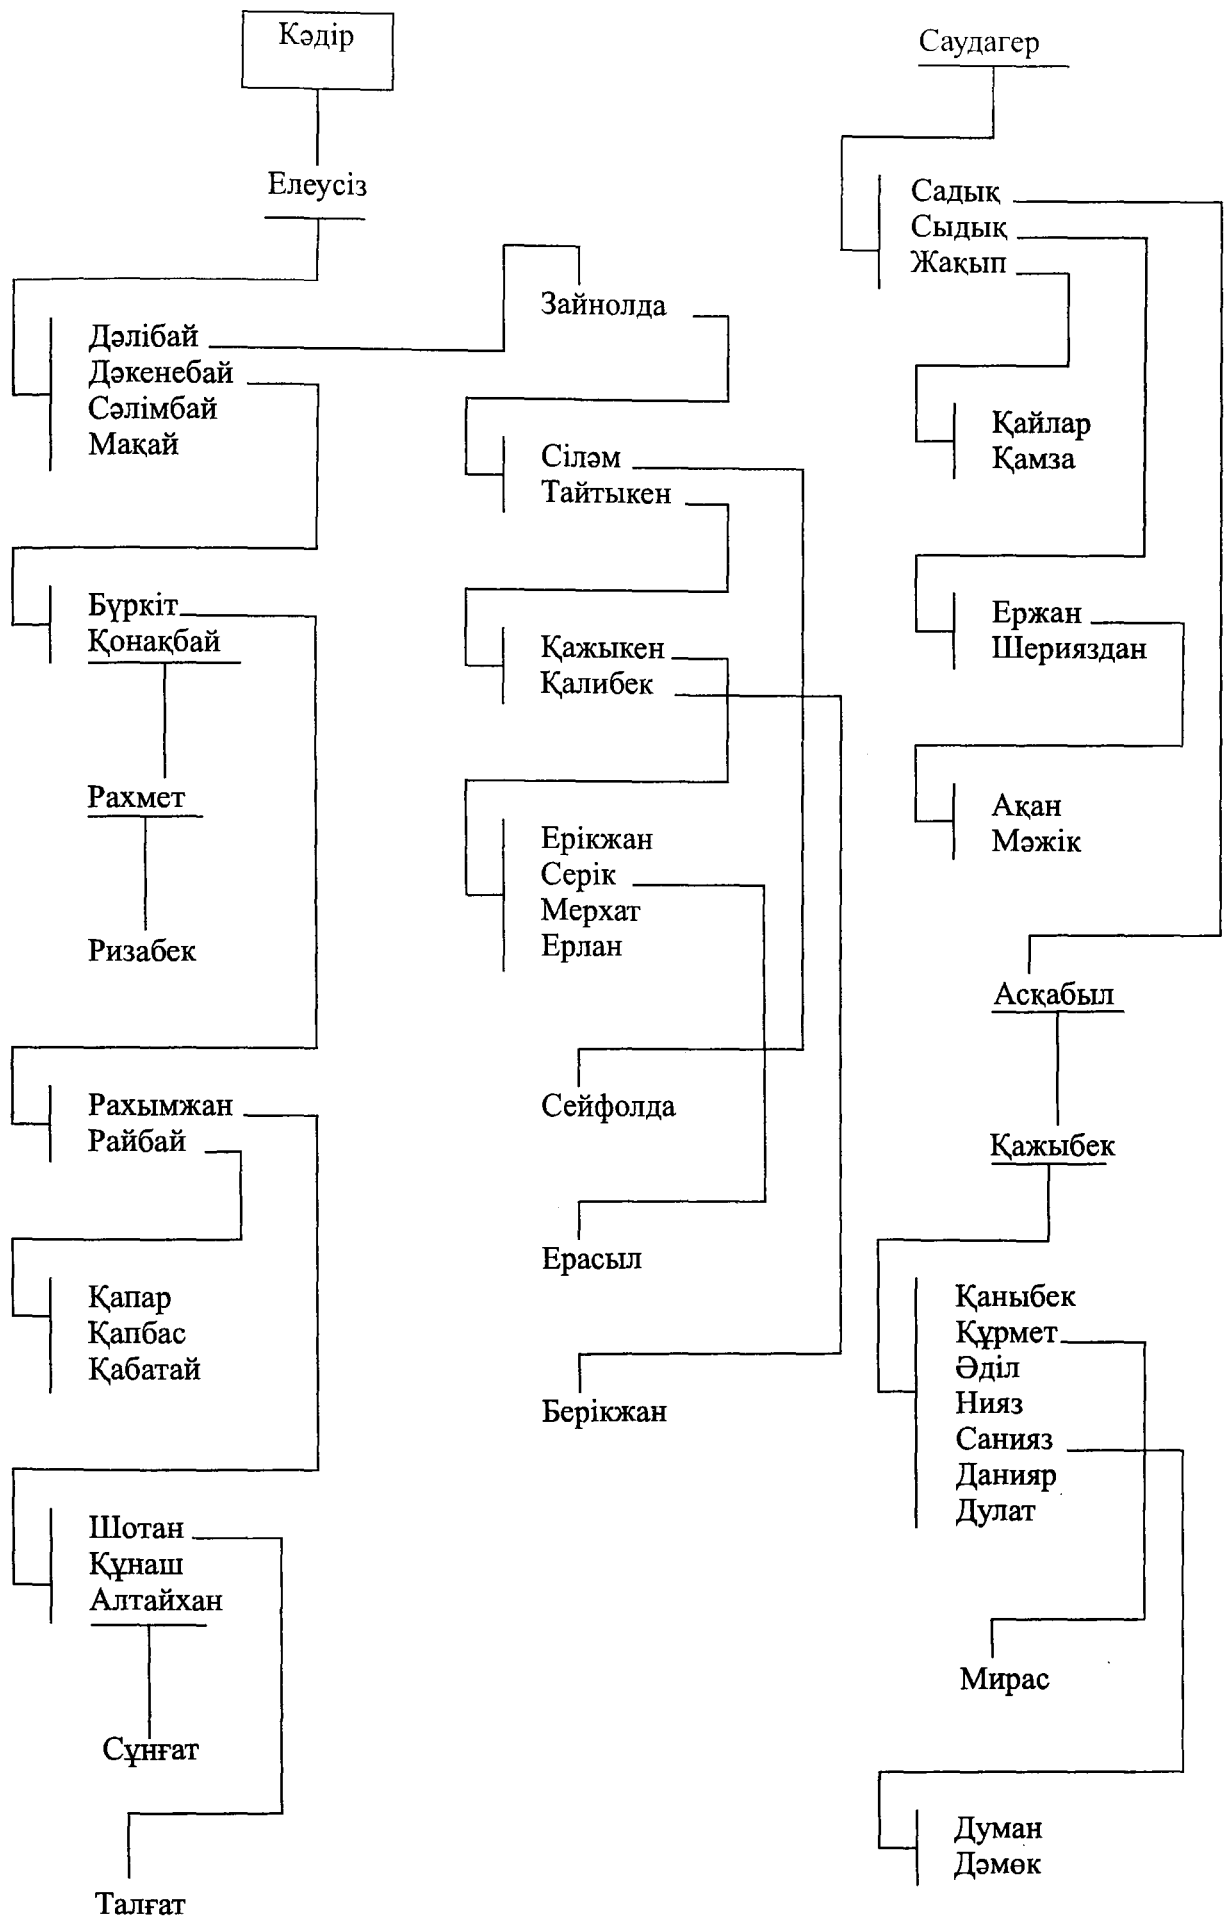 Кәдір
Елеусіз
Дәлібай
Дәкенебай
Сәлімбай
Мақай
Бүркіт
Қонақбай
Рахмет
Ризабек
Рахымжан
Райбай
Қапар
Қапбас
Қабатай
Шотан
Құнаш
Алтайхан
Сұнғат
Талғат
Зайнолда
Сіләм
Тайтыкен
Қажыкен
Қалибек
Ерікжан
Серік
Мерхат
Ерлан
Сейфолда
Ерасыл
Берікжан
Саудагер
Садық
Сыдық
Жақып
Қайлар
Қамза
Ержан
Шерияздан
Ақан
Мәжік
Асқабыл
Қажыбек
Қаныбек
Құрмет
Әділ
Нияз
Санияз
Данияр
Дулат
Мирас
Думан
Дәмөк